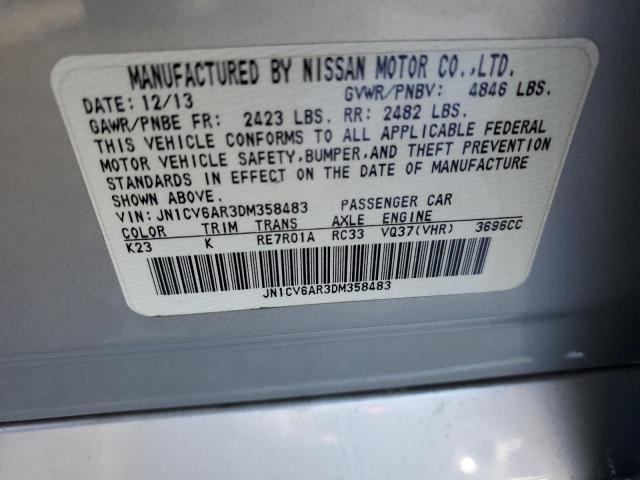 MANUFACTURED BY NISSAN MOTOR CO.,LTD.
DATE: 12/13 GVWR/PNBV: 4846 LBS.
GAWR/PNBE FR: 2423 LBS. RR: 2482 LBS.
THIS VEHICLE CONFORMS TO ALL APPLICABLE FEDERAL
MOTOR VEHICLE SAFETY,BUMPER,AND THEFT PREVENTION
STANDARDS IN EFFECT ON THE DATE OF MANUFACTURE
SHOWN ABOVE.
VIN: JN1CV6AR3DM358483 PASSENGER CAR
COLOR TRIM TRANS AXLE ENGINE
K23 K RE7R01A RC33 VQ37(VHR) 3696CC
JN1CV6AR3DM358483